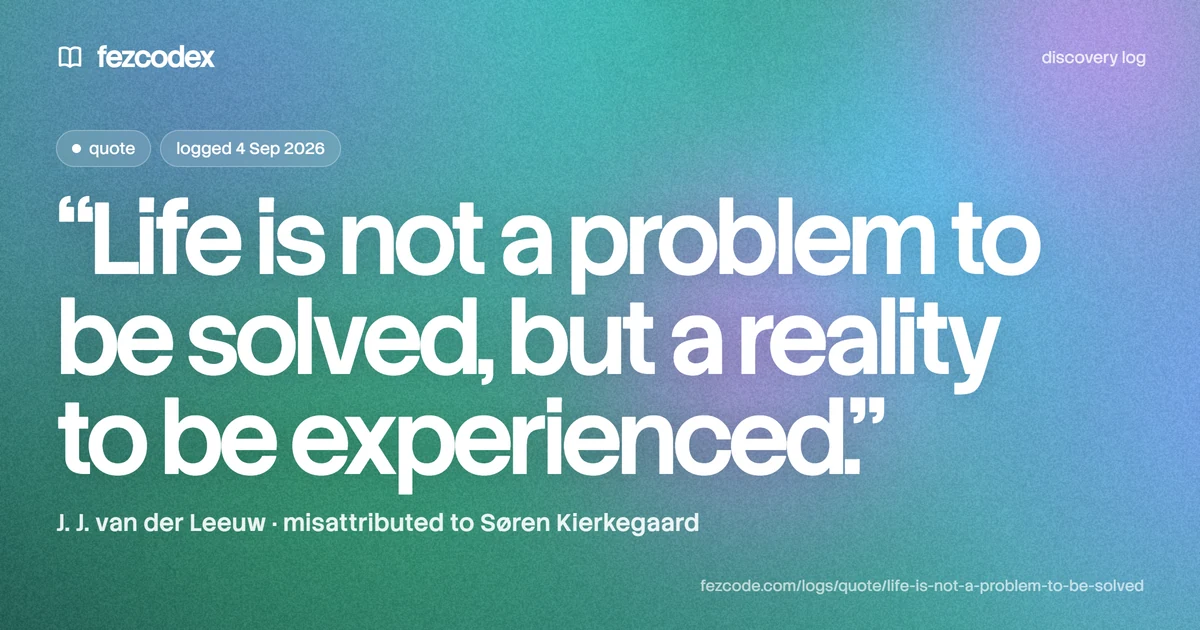 fezcodex
discovery log
quote
logged 4 Sep 2026
“Life is not a problem to
be solved, but a reality
to be experienced.”
J. J. van der Leeuw · misattributed to Søren Kierkegaard
fezcode.com/logs/quote/life-is-not-a-problem-to-be-solved